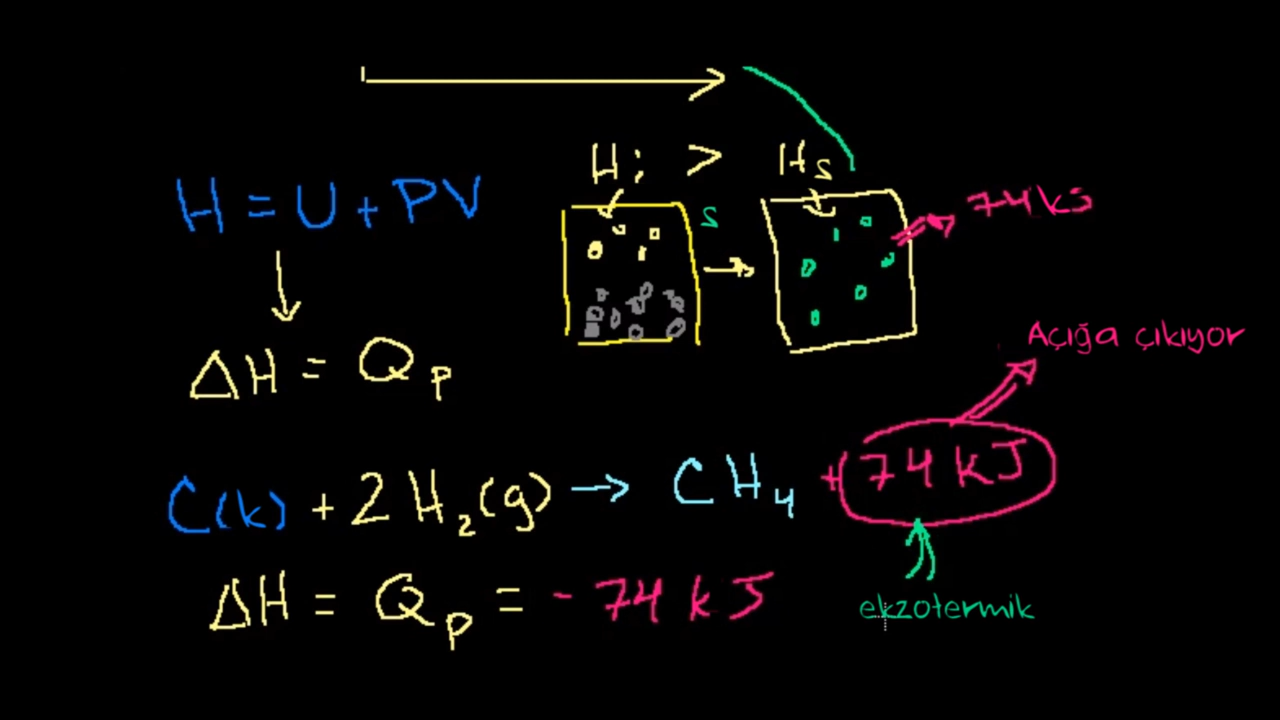 Hi > Hs
H = U + PV
s
74 kJ
Açığa çıkıyor
ΔH = Qp
C(k) + 2H₂(g) → CH₄ + 74 kJ
ΔH = Qp = - 74 kJ
ekzotermik